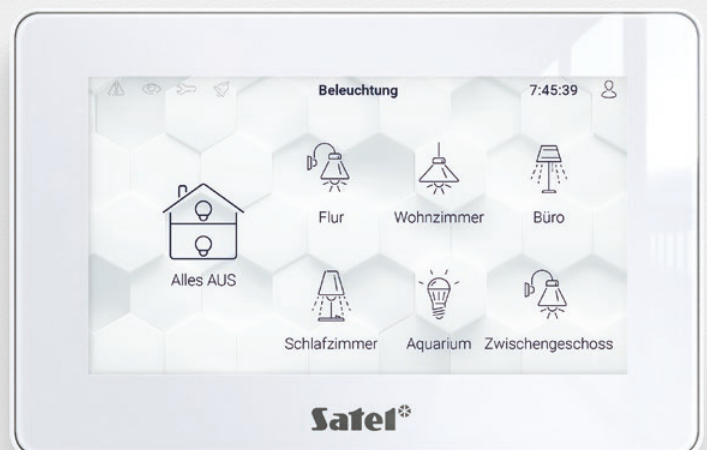 Beleuchtung 7:45:39
Flur Wohnzimmer Büro
Alles AUS
Schlafzimmer Aquarium Zwischengeschoss
Satel